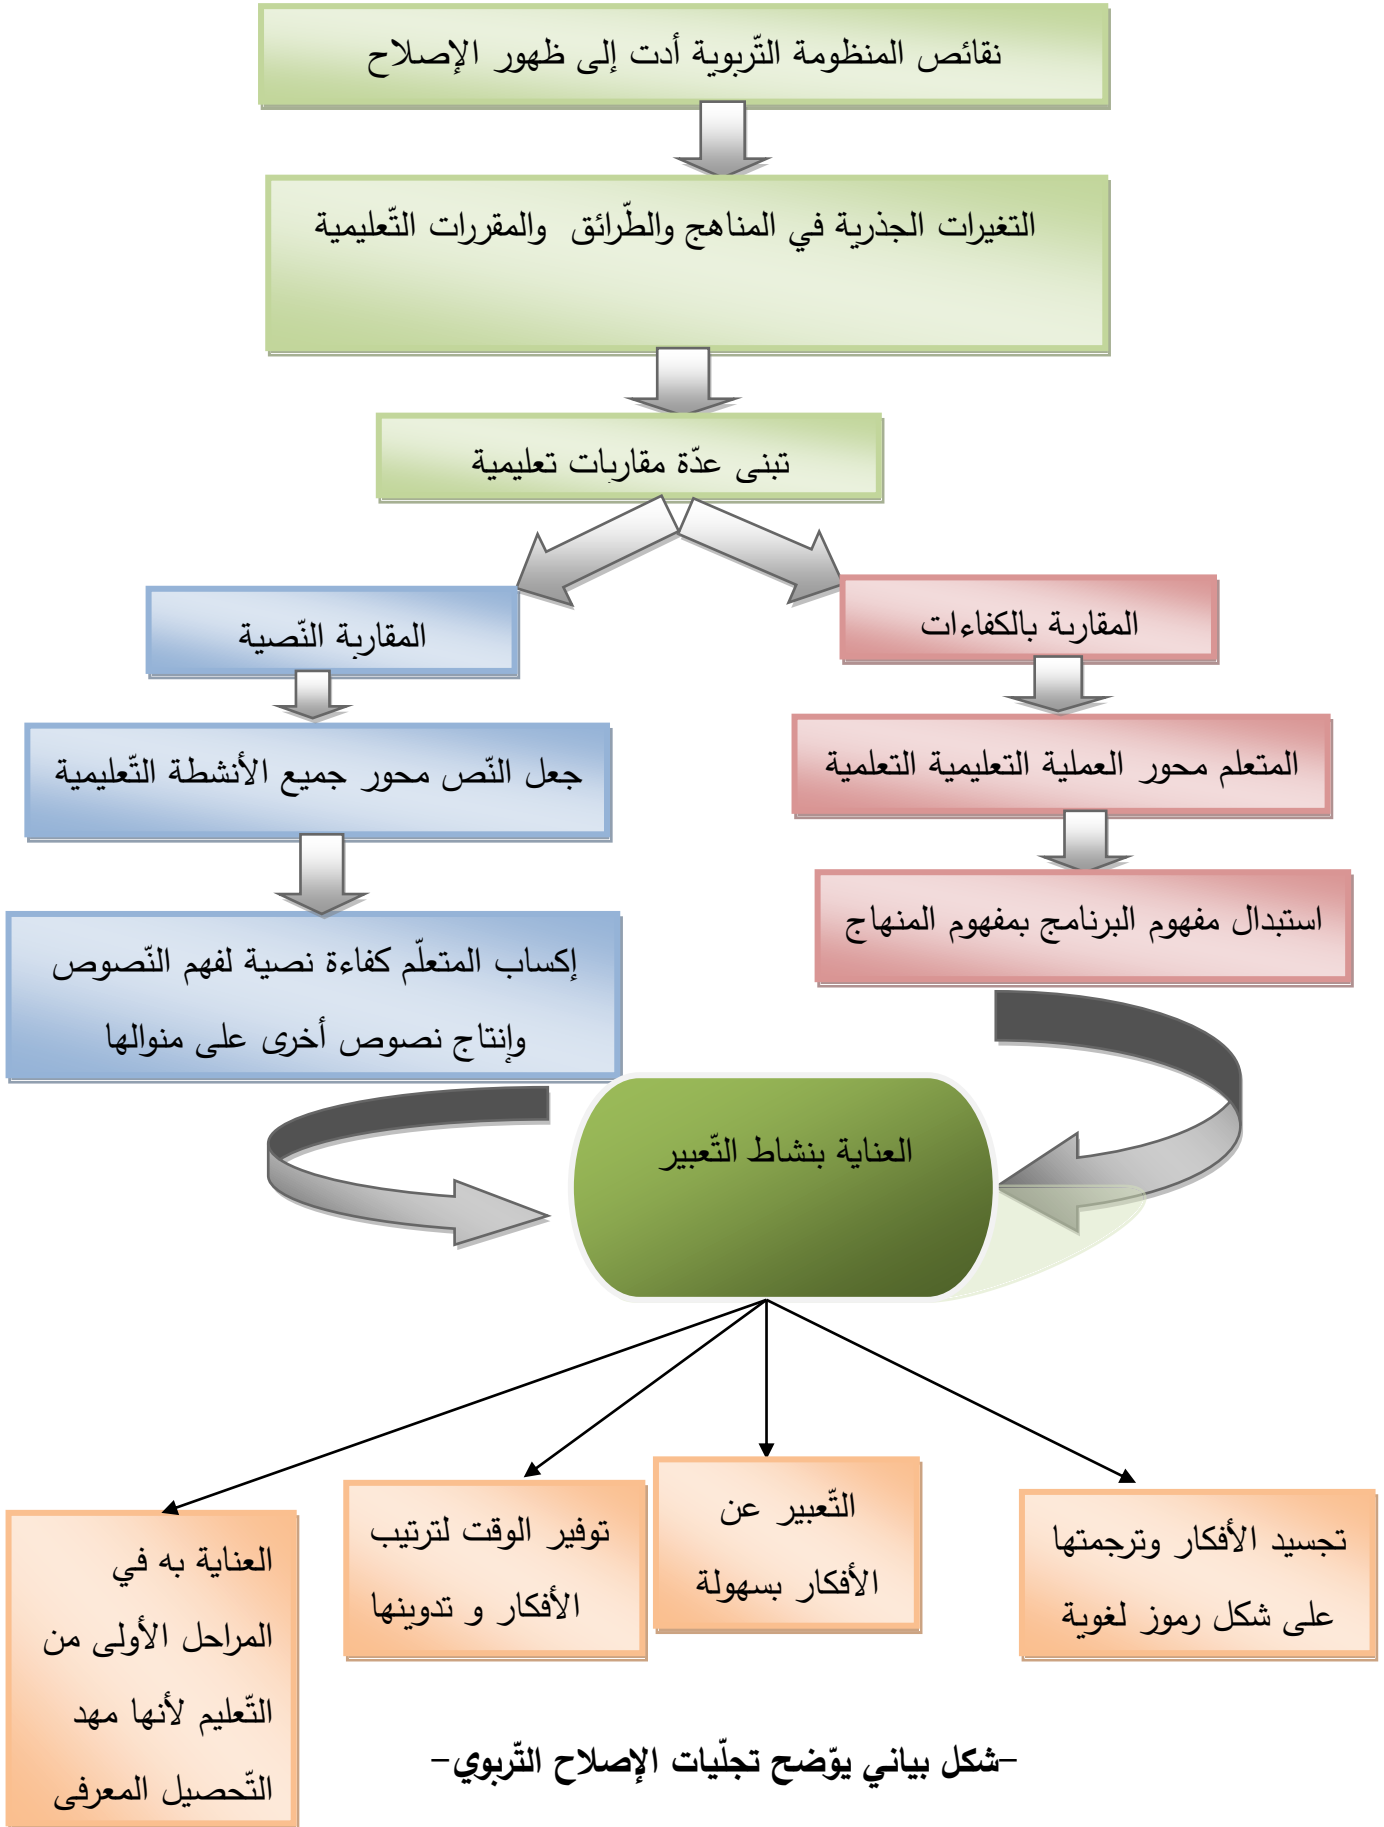 نقائص المنظومة التّربوية أدت إلى ظهور الإصلاح
التغيرات الجذرية في المناهج والطّرائق والمقررات التّعليمية
تبنى عدّة مقاربات تعليمية
المقاربة بالكفاءات
المقاربة النّصية
المتعلم محور العملية التعليمية التعلمية
جعل النّص محور جميع الأنشطة التّعليمية
استبدال مفهوم البرنامج بمفهوم المنهاج
إكساب المتعلّم كفاءة نصية لفهم النّصوص
وإنتاج نصوص أخرى على منوالها
العناية بنشاط التّعبير
تجسيد الأفكار وترجمتها
على شكل رموز لغوية
التّعبير عن
الأفكار بسهولة
توفير الوقت لترتيب
الأفكار و تدوينها
العناية به في
المراحل الأولى من
التّعليم لأنها مهد
التّحصيل المعرفى
-شكل بياني يوّضح تجلّيات الإصلاح التّربوي-